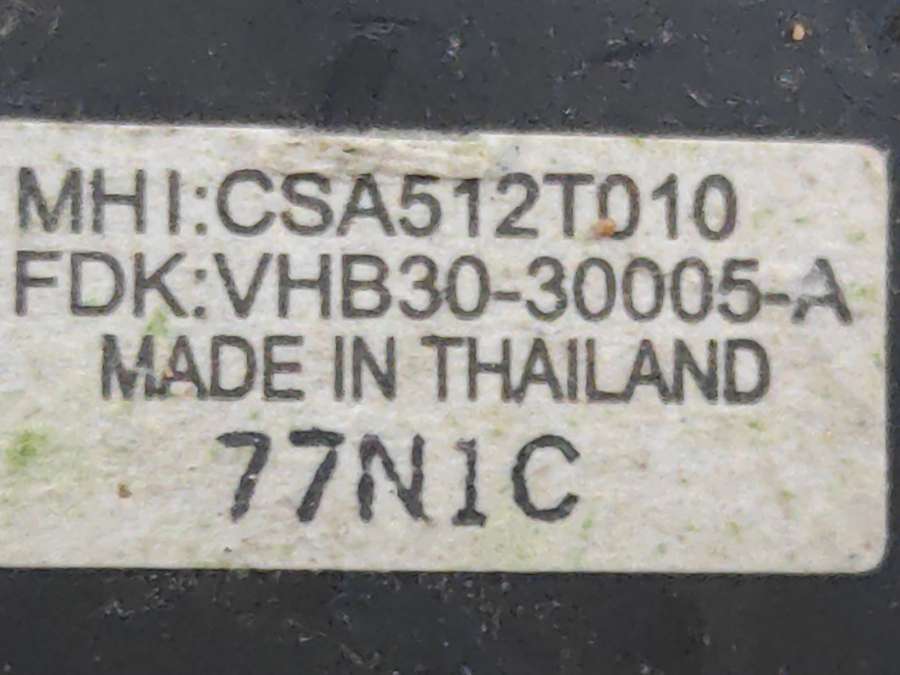 MHI:CSA512T010
FDK:VHB30-30005-A
MADE IN THAILAND
77N1C